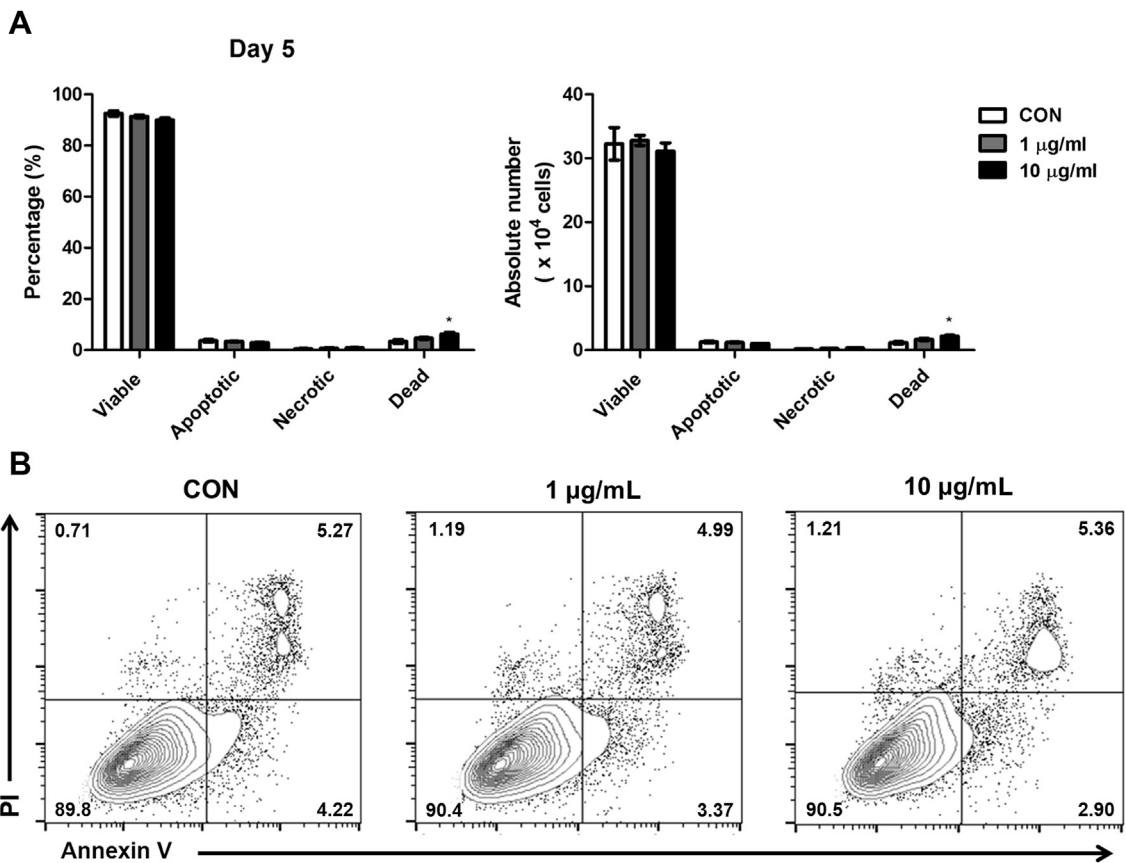 A
Day 5
Percentage (%)
100
80
60
40
20
0
Viable
Apoptotic
Necrotic
Dead
*
Absolute number
( x 10⁴ cells)
40
30
20
10
0
Viable
Apoptotic
Necrotic
Dead
*
CON
1 μg/ml
10 μg/ml
B
CON
1 µg/mL
10 µg/mL
0.71
5.27
89.8
4.22
1.19
4.99
90.4
3.37
1.21
5.36
90.5
2.90
PI
Annexin V